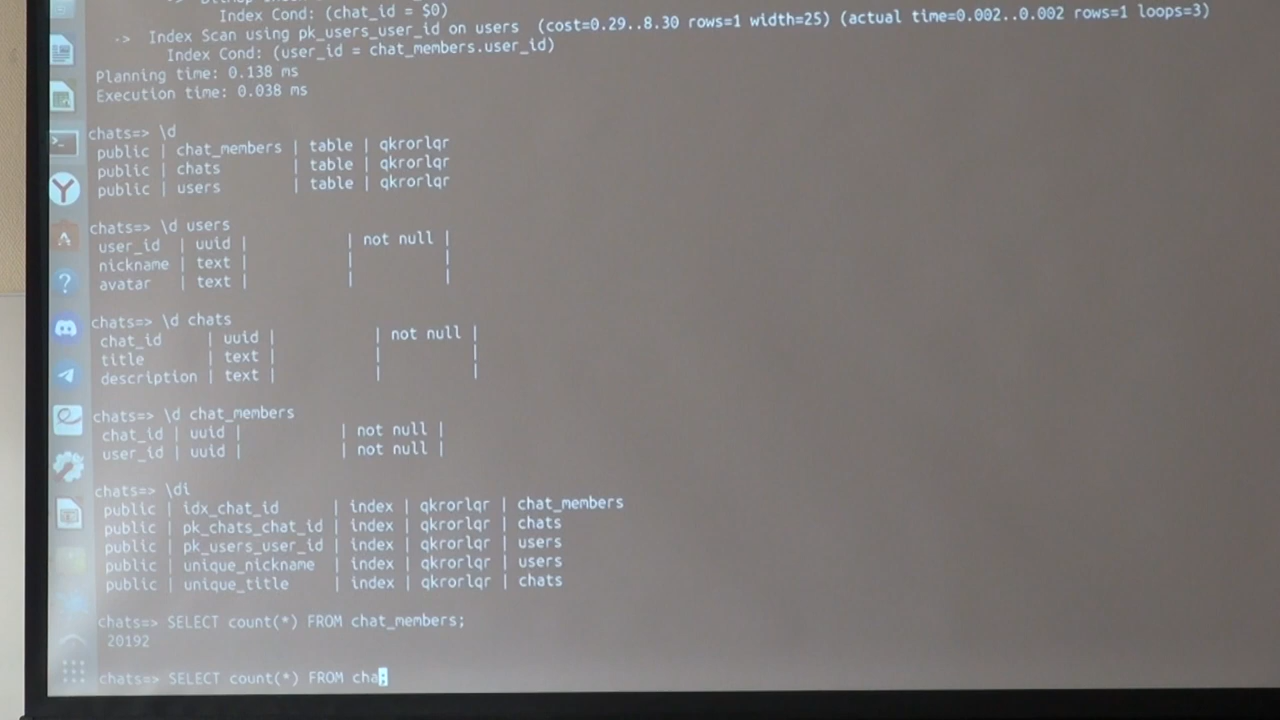 Index Cond: (chat_id = $0)
-> Index Scan using pk_users_user_id on users (cost=0.29..8.30 rows=1 width=25) (actual time=0.002..0.002 rows=1 loops=3)
Index Cond: (user_id = chat_members.user_id)
Planning time: 0.138 ms
Execution time: 0.038 ms
chats=> \d
public | chat_members | table | qkrorlqr
public | chats | table | qkrorlqr
public | users | table | qkrorlqr
chats=> \d users
user_id | uuid | | not null |
nickname | text | | |
avatar | text | | |
chats=> \d chats
chat_id | uuid | | not null |
title | text | | |
description | text | | |
chats=> \d chat_members
chat_id | uuid | | not null |
user_id | uuid | | not null |
chats=> \di
public | idx_chat_id | index | qkrorlqr | chat_members
public | pk_chats_chat_id | index | qkrorlqr | chats
public | pk_users_user_id | index | qkrorlqr | users
public | unique_nickname | index | qkrorlqr | users
public | unique_title | index | qkrorlqr | chats
chats=> SELECT count(*) FROM chat_members;
20192
chats=> SELECT count(*) FROM cha;